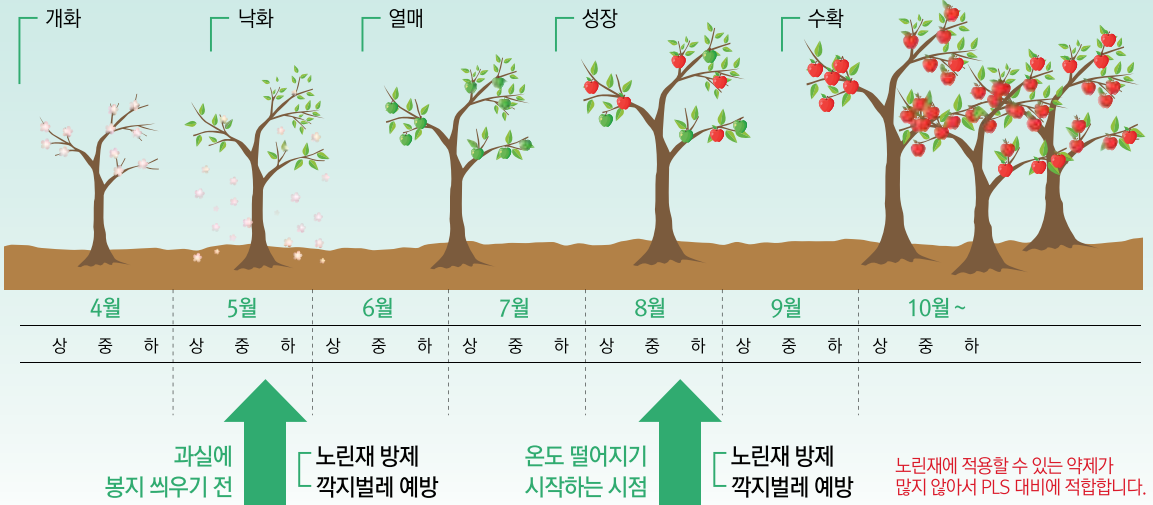 개화 낙화 열매 성장 수확
4월 5월 6월 7월 8월 9월 10월 ~
상 중 하 상 중 하 상 중 하 상 중 하 상 중 하 상 중 하 상 중 하
과실에
봉지 씌우기 전
노린재 방제
깍지벌레 예방
온도 떨어지기
시작하는 시점
노린재 방제
깍지벌레 예방
노린재에 적용할 수 있는 약제가
많지 않아서 PLS 대비에 적합합니다.